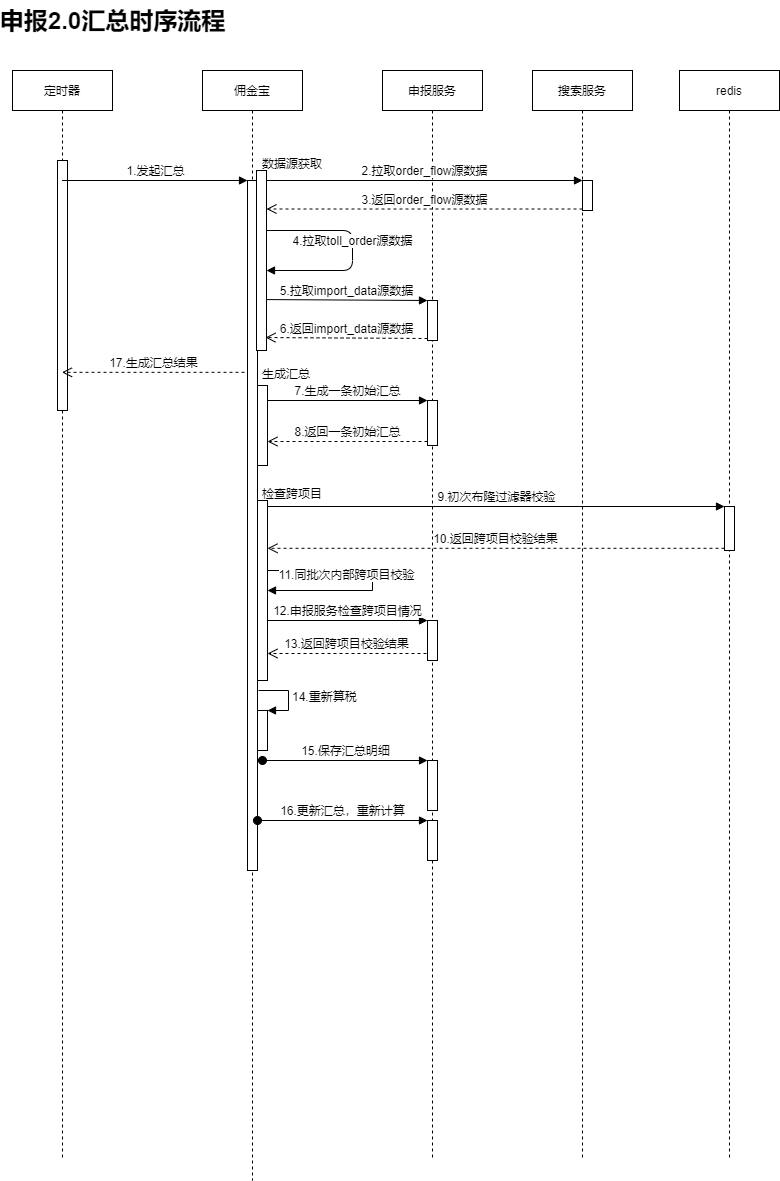 申报2.0汇总时序流程
定时器
佣金宝
申报服务
搜索服务
redis
数据源获取
1.发起汇总
2.拉取order_flow源数据
3.返回order_flow源数据
4.拉取toll_order源数据
5.拉取import_data源数据
6.返回import_data源数据
17.生成汇总结果
生成汇总
7.生成一条初始汇总
8.返回一条初始汇总
检查跨项目
9.初次布隆过滤器校验
10.返回跨项目校验结果
11.同批次内部跨项目校验
12.申报服务检查跨项目情况
13.返回跨项目校验结果
14.重新算税
15.保存汇总明细
16.更新汇总，重新计算